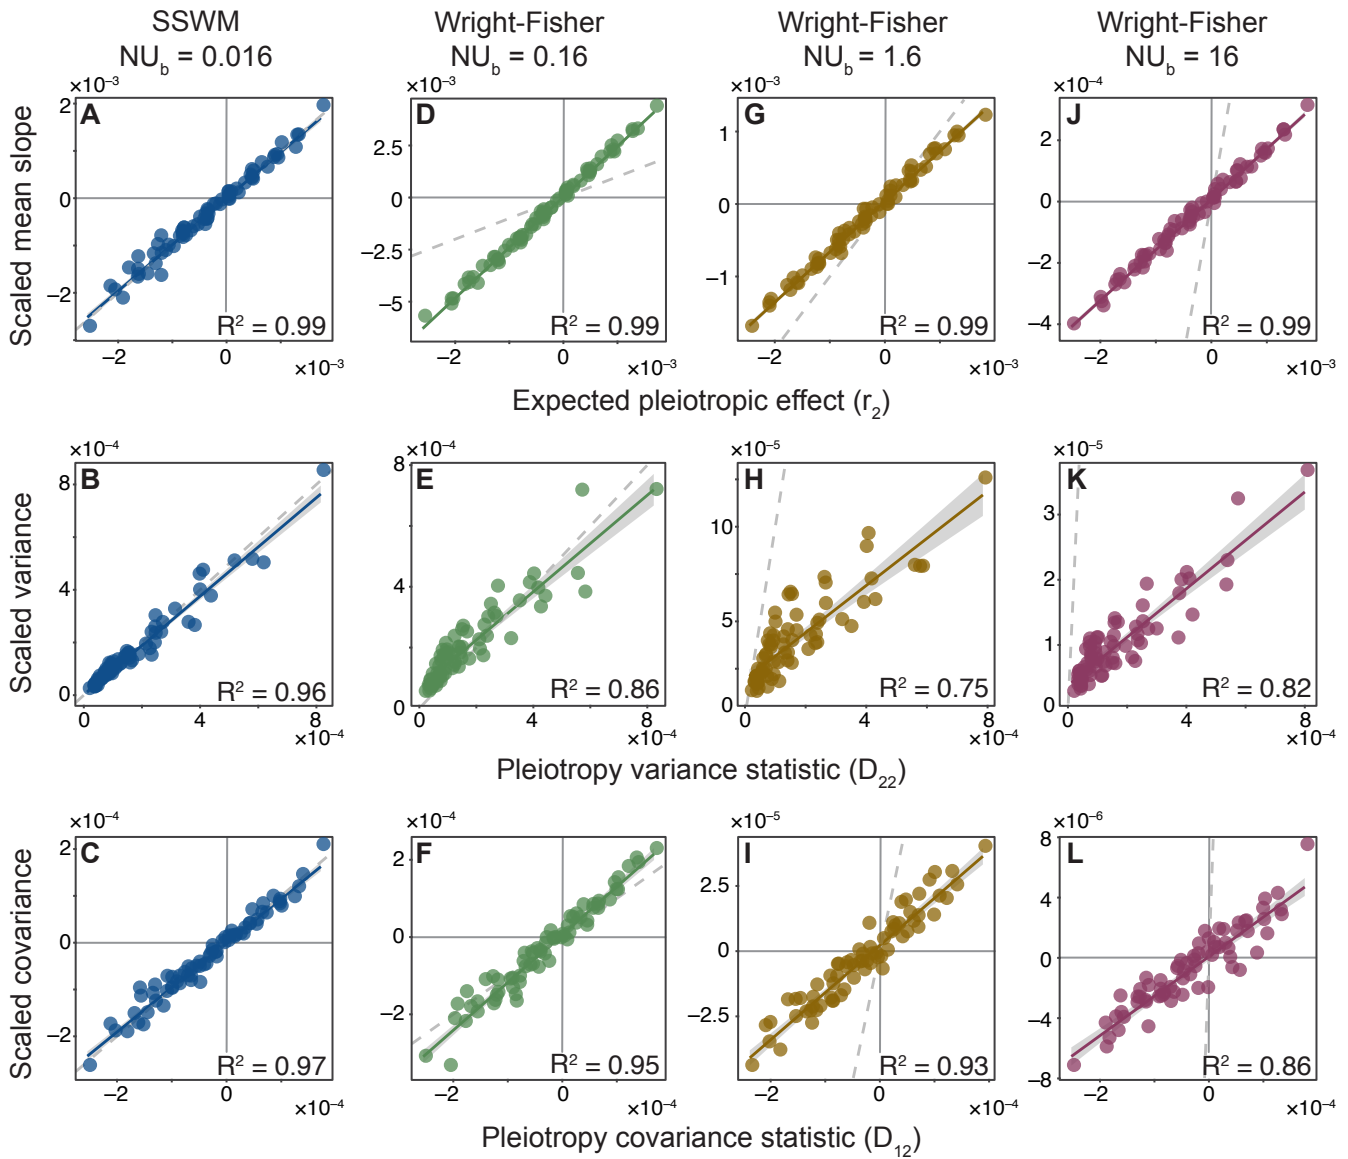 SSWM
NU_b = 0.016
Wright-Fisher
NU_b = 0.16
Wright-Fisher
NU_b = 1.6
Wright-Fisher
NU_b = 16
Scaled mean slope
×10⁻³
A
2
0
−2
R² = 0.99
−2 0
×10⁻³
×10⁻³
D
2.5
0
−2.5
−5
R² = 0.99
−2 0
×10⁻³
×10⁻³
G
1
0
−1
R² = 0.99
−2 0
×10⁻³
×10⁻⁴
J
2
0
−2
−4
R² = 0.99
−2 0
×10⁻³
Expected pleiotropic effect (r₂)
Scaled variance
×10⁻⁴
B
8
4
0
R² = 0.96
0 4 8
×10⁻⁴
×10⁻⁴
E
8
4
0
R² = 0.86
0 4 8
×10⁻⁴
×10⁻⁵
H
10
5
0
R² = 0.75
0 4 8
×10⁻⁴
×10⁻⁵
K
3
2
1
0
R² = 0.82
0 4 8
×10⁻⁴
Pleiotropy variance statistic (D₂₂)
Scaled covariance
×10⁻⁴
C
2
0
−2
R² = 0.97
−2 0
×10⁻⁴
×10⁻⁴
F
2
0
−2
R² = 0.95
−2 0
×10⁻⁴
×10⁻⁵
I
2.5
0
−2.5
R² = 0.93
−2 0
×10⁻⁴
×10⁻⁶
L
8
4
0
−4
−8
R² = 0.86
−2 0
×10⁻⁴
Pleiotropy covariance statistic (D₁₂)